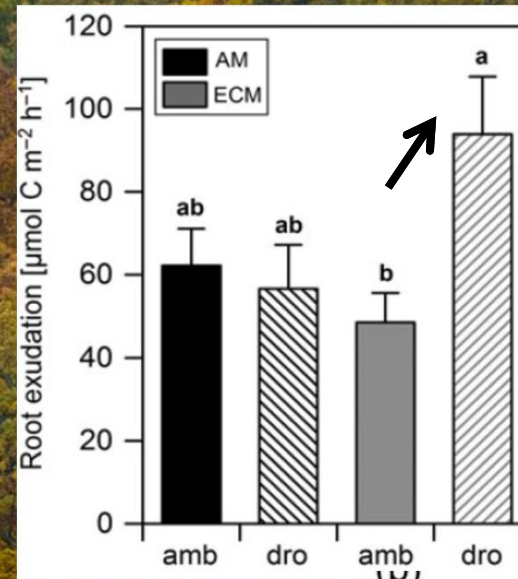 Root exudation [µmol C m⁻² h⁻¹]
120
100
80
60
40
20
0
AM
ECM
ab
ab
b
a
amb
dro
amb
dro